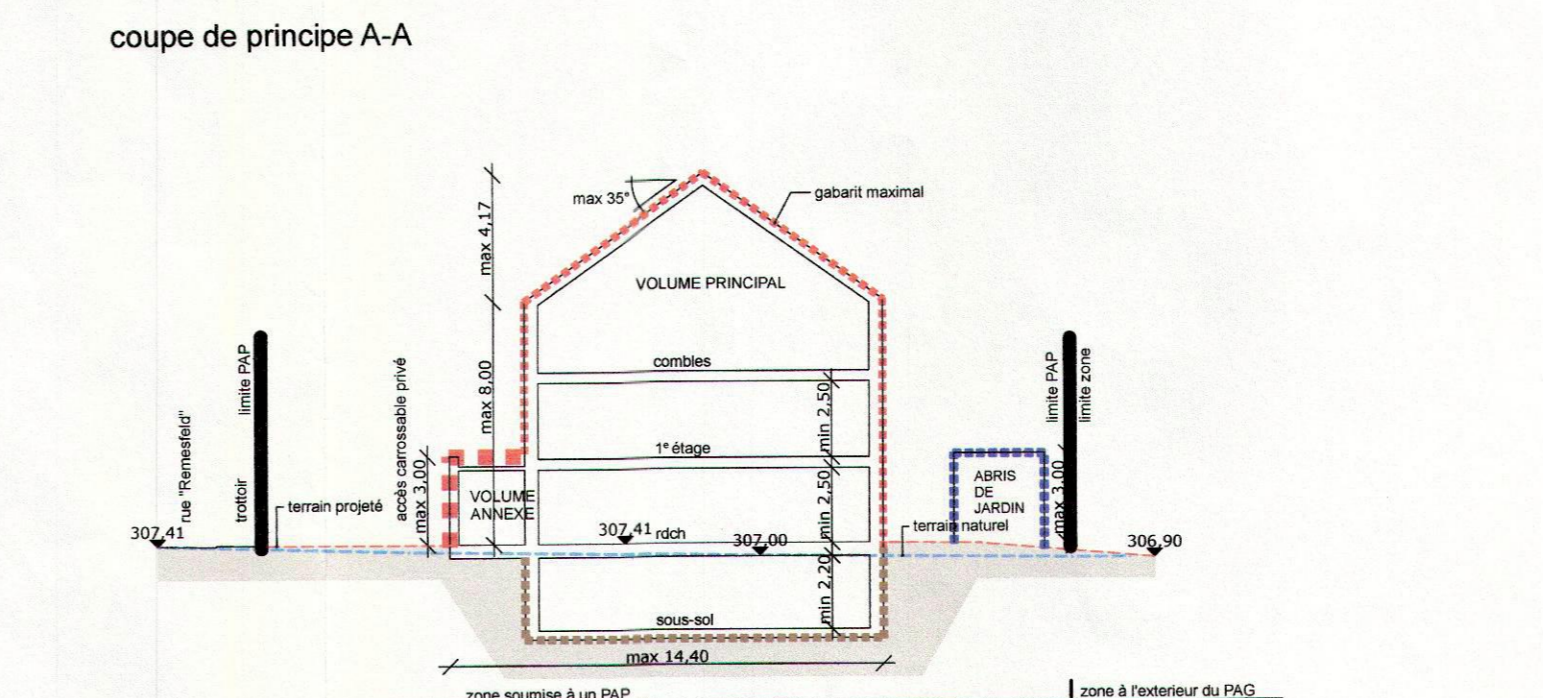 coupe de principe A-A
max 35°
gabarit maximal
max 4,17
VOLUME PRINCIPAL
combles
max 8,00
min 2,50
1e étage
rue "Remesfeld"
limite PAP
trottoir
terrain projeté
accès carrossable privé
max 3,00
VOLUME
ANNEXE
min 2,50
307,41
307,41
rdch
307,00
terrain naturel
ABRIS
DE
JARDIN
max 3,00
limite PAP
limite zone
306,90
min 2,20
sous-sol
max 14,40
zone soumise à un PAP
zone à l'exterieur du PAG